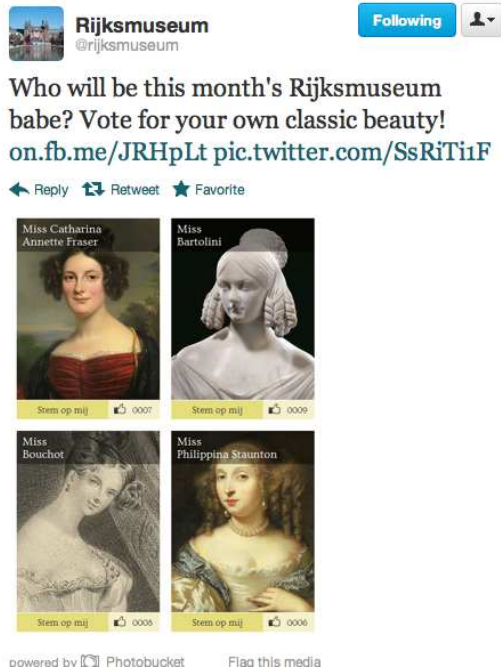 Rijksmuseum
@rijksmuseum
Following
Who will be this month's Rijksmuseum
babe? Vote for your own classic beauty!
on.fb.me/JRHpLt pic.twitter.com/SsRiTi1F
Reply Retweet Favorite
Miss Catharina
Annette Fraser
Miss
Bartolini
Stem op mij 0007
Stem op mij 0009
Miss
Bouchot
Miss
Philippina Staunton
Stem op mij 0008
Stem op mij 0006
powered by Photobucket Flag this media